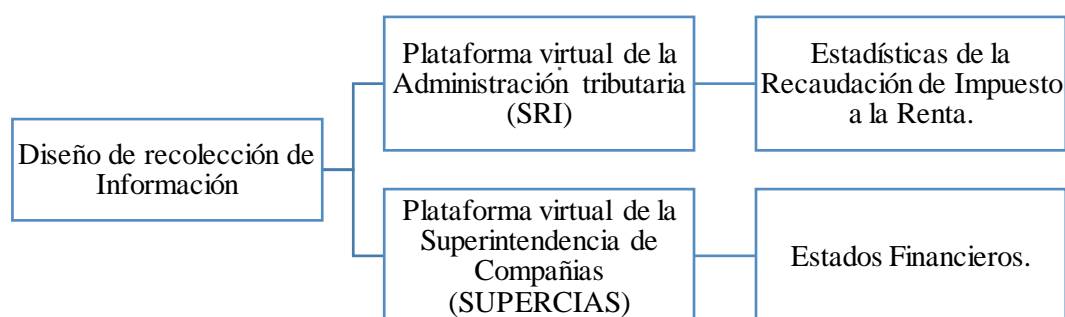 Diseño de recolección de
Información
Plataforma virtual de la
Administración tributaria
(SRI)
Estadísticas de la
Recaudación de Impuesto
a la Renta.
Plataforma virtual de la
Superintendencia de
Compañias
(SUPERCIAS)
Estados Financieros.